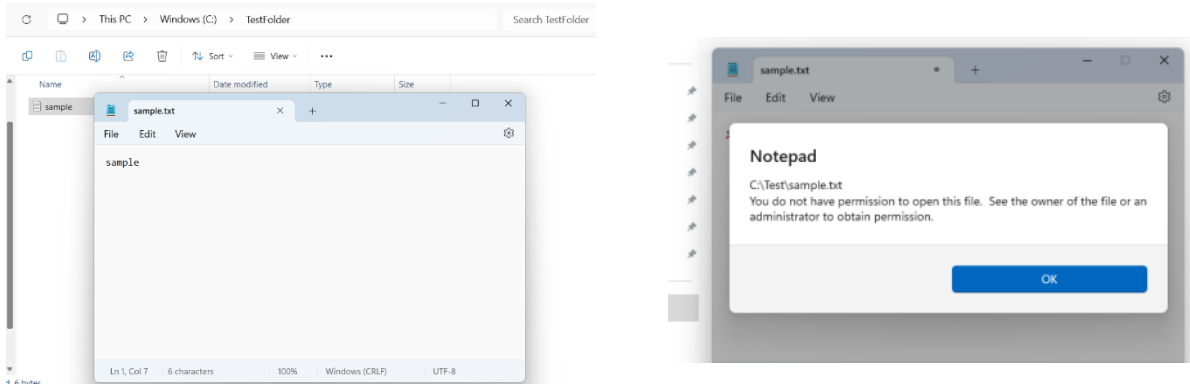 This PC > Windows (C:) > TestFolder
Search TestFolder
Sort
View
...
Name
Date modified
Type
Size
sample
sample.txt
File Edit View
sample
Ln 1, Col 7
6 characters
100%
Windows (CRLF)
UTF-8
6 bytes
sample.txt
File Edit View
Notepad
C:\Test\sample.txt
You do not have permission to open this file. See the owner of the file or an
administrator to obtain permission.
OK